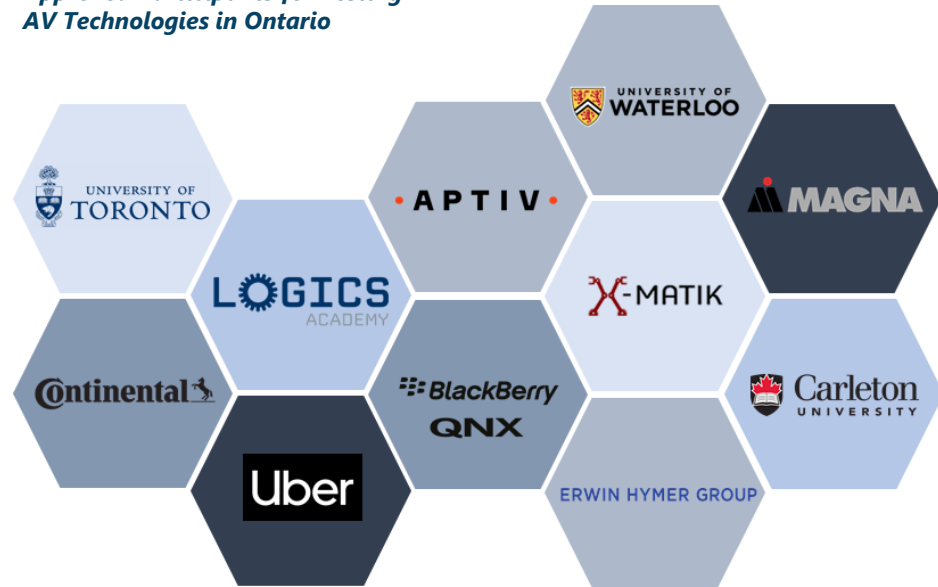 AV Technologies in Ontario
UNIVERSITY OF
WATERLOO
UNIVERSITY OF
TORONTO
• APTIV •
MAGNA
LOGICS
ACADEMY
X-MATIK
Continental
BlackBerry
QNX
Carleton
UNIVERSITY
Uber
ERWIN HYMER GROUP